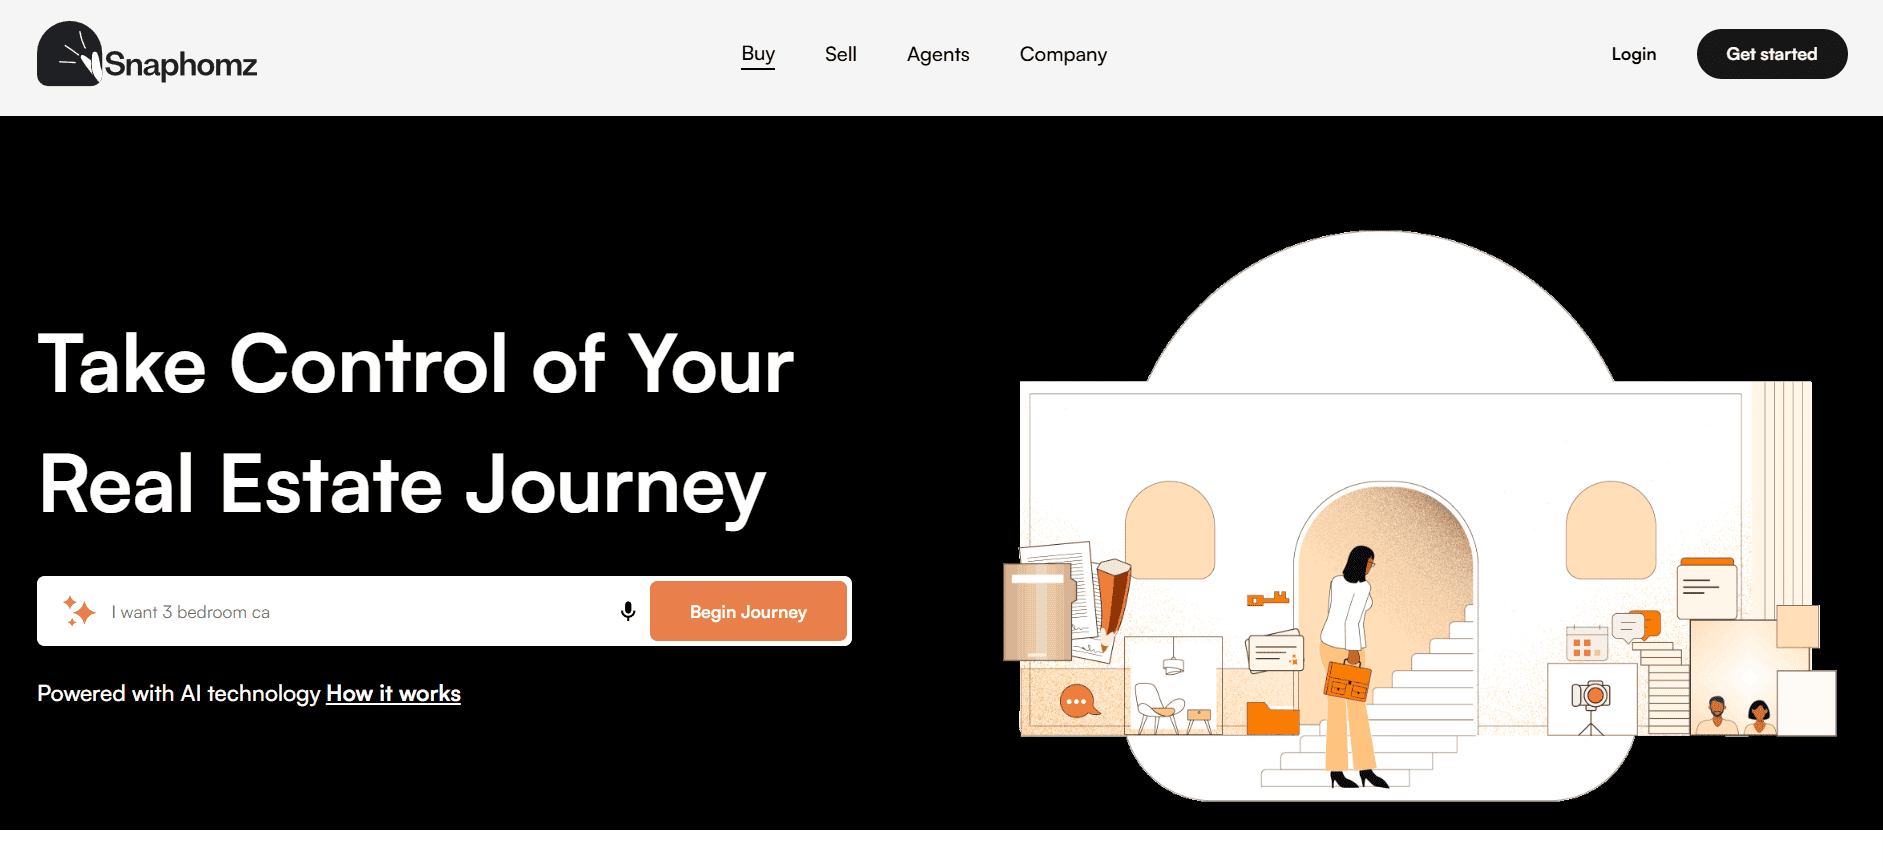 Snaphomz
Buy Sell Agents Company
Login Get started
Take Control of Your
Real Estate Journey
I want 3 bedroom ca
Begin Journey
Powered with AI technology How it works